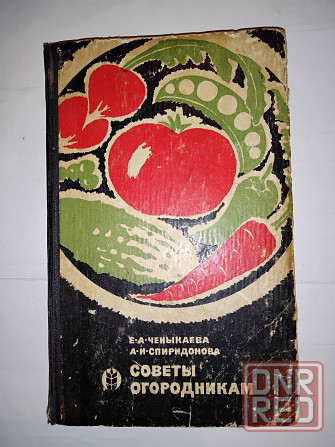 Е·А·ЧЕНЫКАЕВА
А·И·СПИРИДОНОВА
СОВЕТЫ
ОГОРОДНИКАМ
DNR
RED